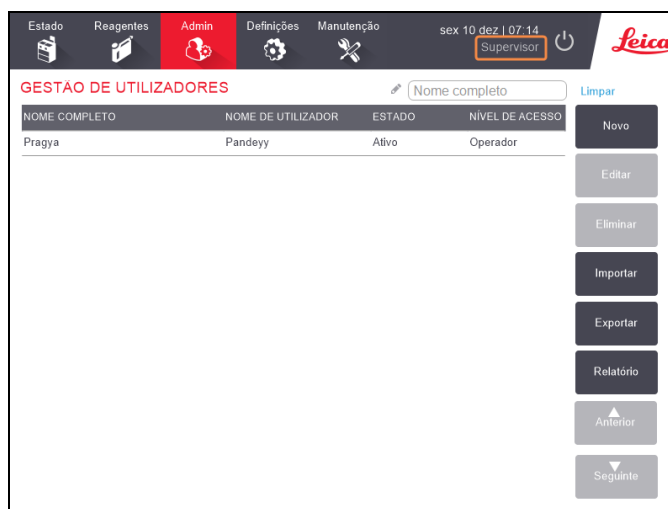 Estado Reagentes Admin Definições Manutenção sex 10 dez | 07:14
Supervisor
Leica
GESTÃO DE UTILIZADORES Nome completo Limpar
NOME COMPLETO NOME DE UTILIZADOR ESTADO NÍVEL DE ACESSO
Pragya Pandeyy Ativo Operador
Novo
Editar
Eliminar
Importar
Exportar
Relatório
Anterior
Seguinte